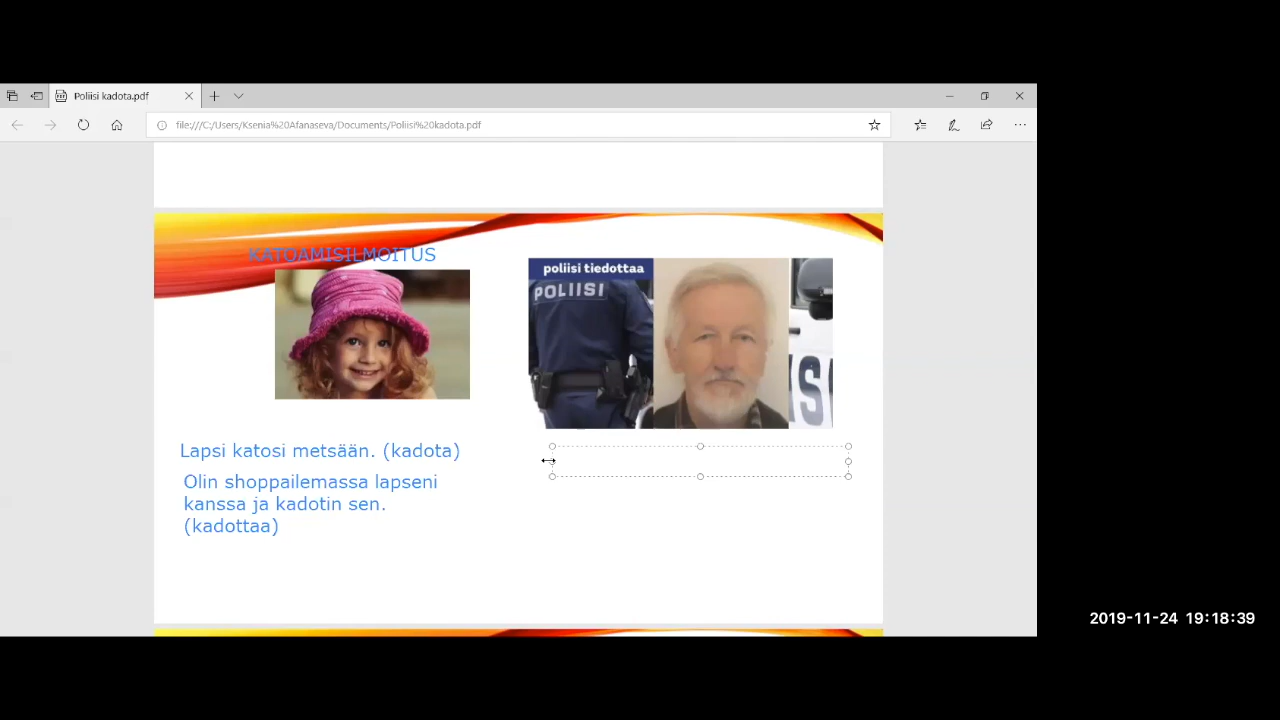 Poliisi kadota.pdf
file:///C:/Users/Ksenia%20Afanaseva/Documents/Poliisi%20kadota.pdf
KATOAMISILMOITUS
poliisi tiedottaa
POLIISI
IS
Lapsi katosi metsään. (kadota)
Olin shoppailemassa lapseni
kanssa ja kadotin sen.
(kadottaa)
2019-11-24 19:18:39